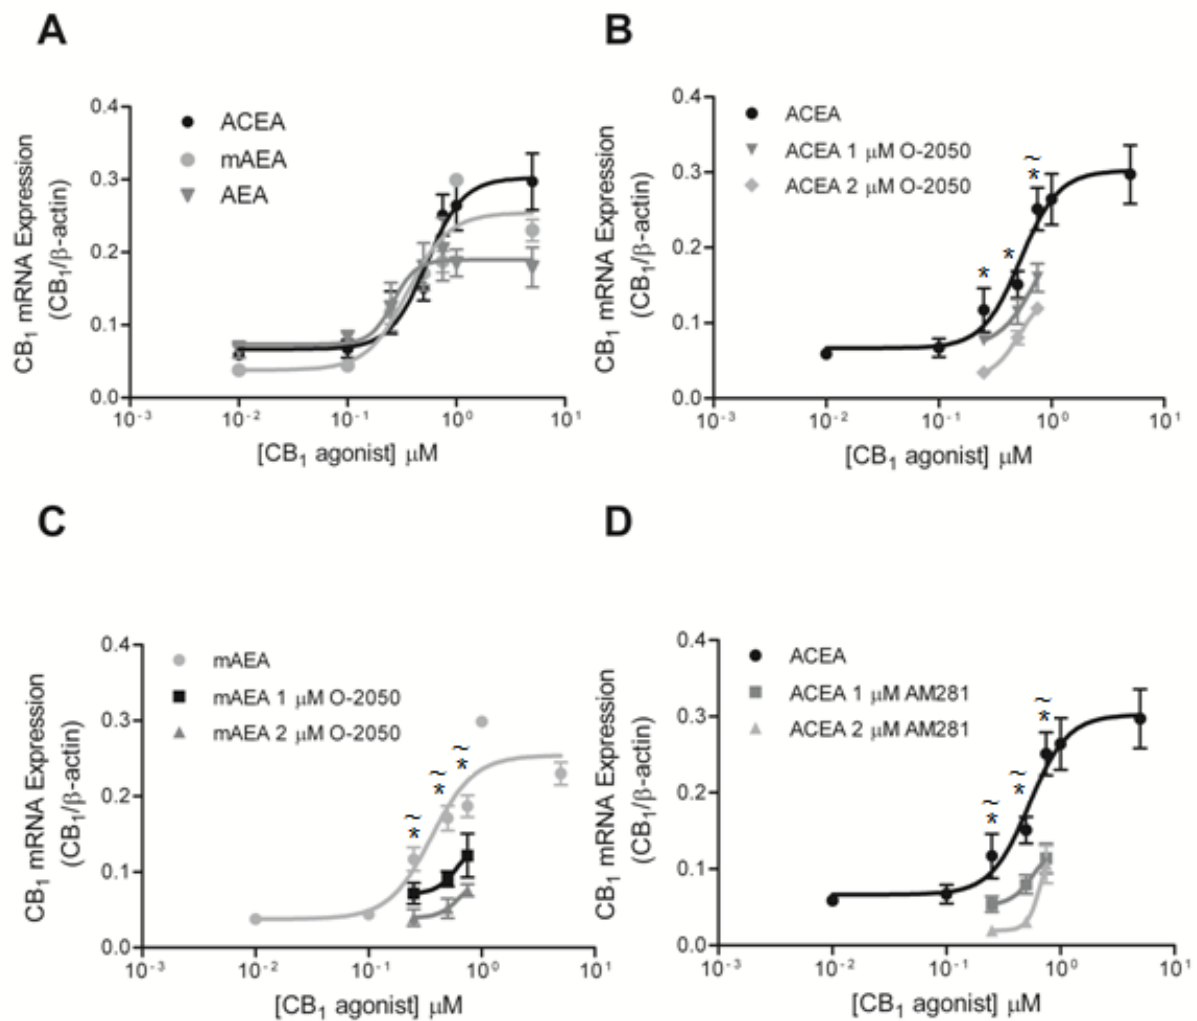 A
CB₁ mRNA Expression
(CB₁/β-actin)
0.4
0.3
0.2
0.1
0.0
ACEA
mAEA
AEA
10⁻³
10⁻²
10⁻¹
10⁰
10¹
[CB₁ agonist] μM
B
CB₁ mRNA Expression
(CB₁/β-actin)
0.4
0.3
0.2
0.1
0.0
ACEA
ACEA 1 μM O-2050
ACEA 2 μM O-2050
*
*
~
*
10⁻³
10⁻²
10⁻¹
10⁰
10¹
[CB₁ agonist] μM
C
CB₁ mRNA Expression
(CB₁/β-actin)
0.4
0.3
0.2
0.1
0.0
mAEA
mAEA 1 μM O-2050
mAEA 2 μM O-2050
~
*
~
*
~
*
10⁻³
10⁻²
10⁻¹
10⁰
10¹
[CB₁ agonist] μM
D
CB₁ mRNA Expression
(CB₁/β-actin)
0.4
0.3
0.2
0.1
0.0
ACEA
ACEA 1 μM AM281
ACEA 2 μM AM281
~
*
~
*
~
*
10⁻³
10⁻²
10⁻¹
10⁰
10¹
[CB₁ agonist] μM